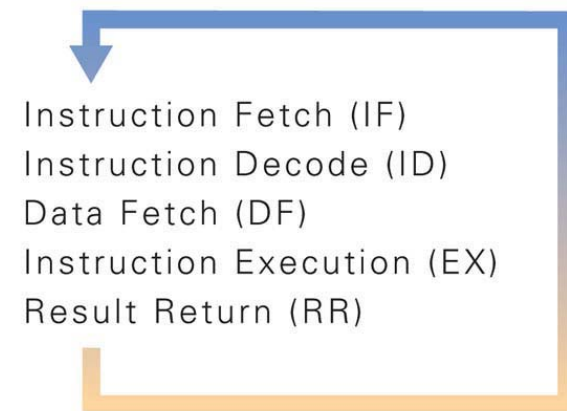 Instruction Fetch (IF)
Instruction Decode (ID)
Data Fetch (DF)
Instruction Execution (EX)
Result Return (RR)